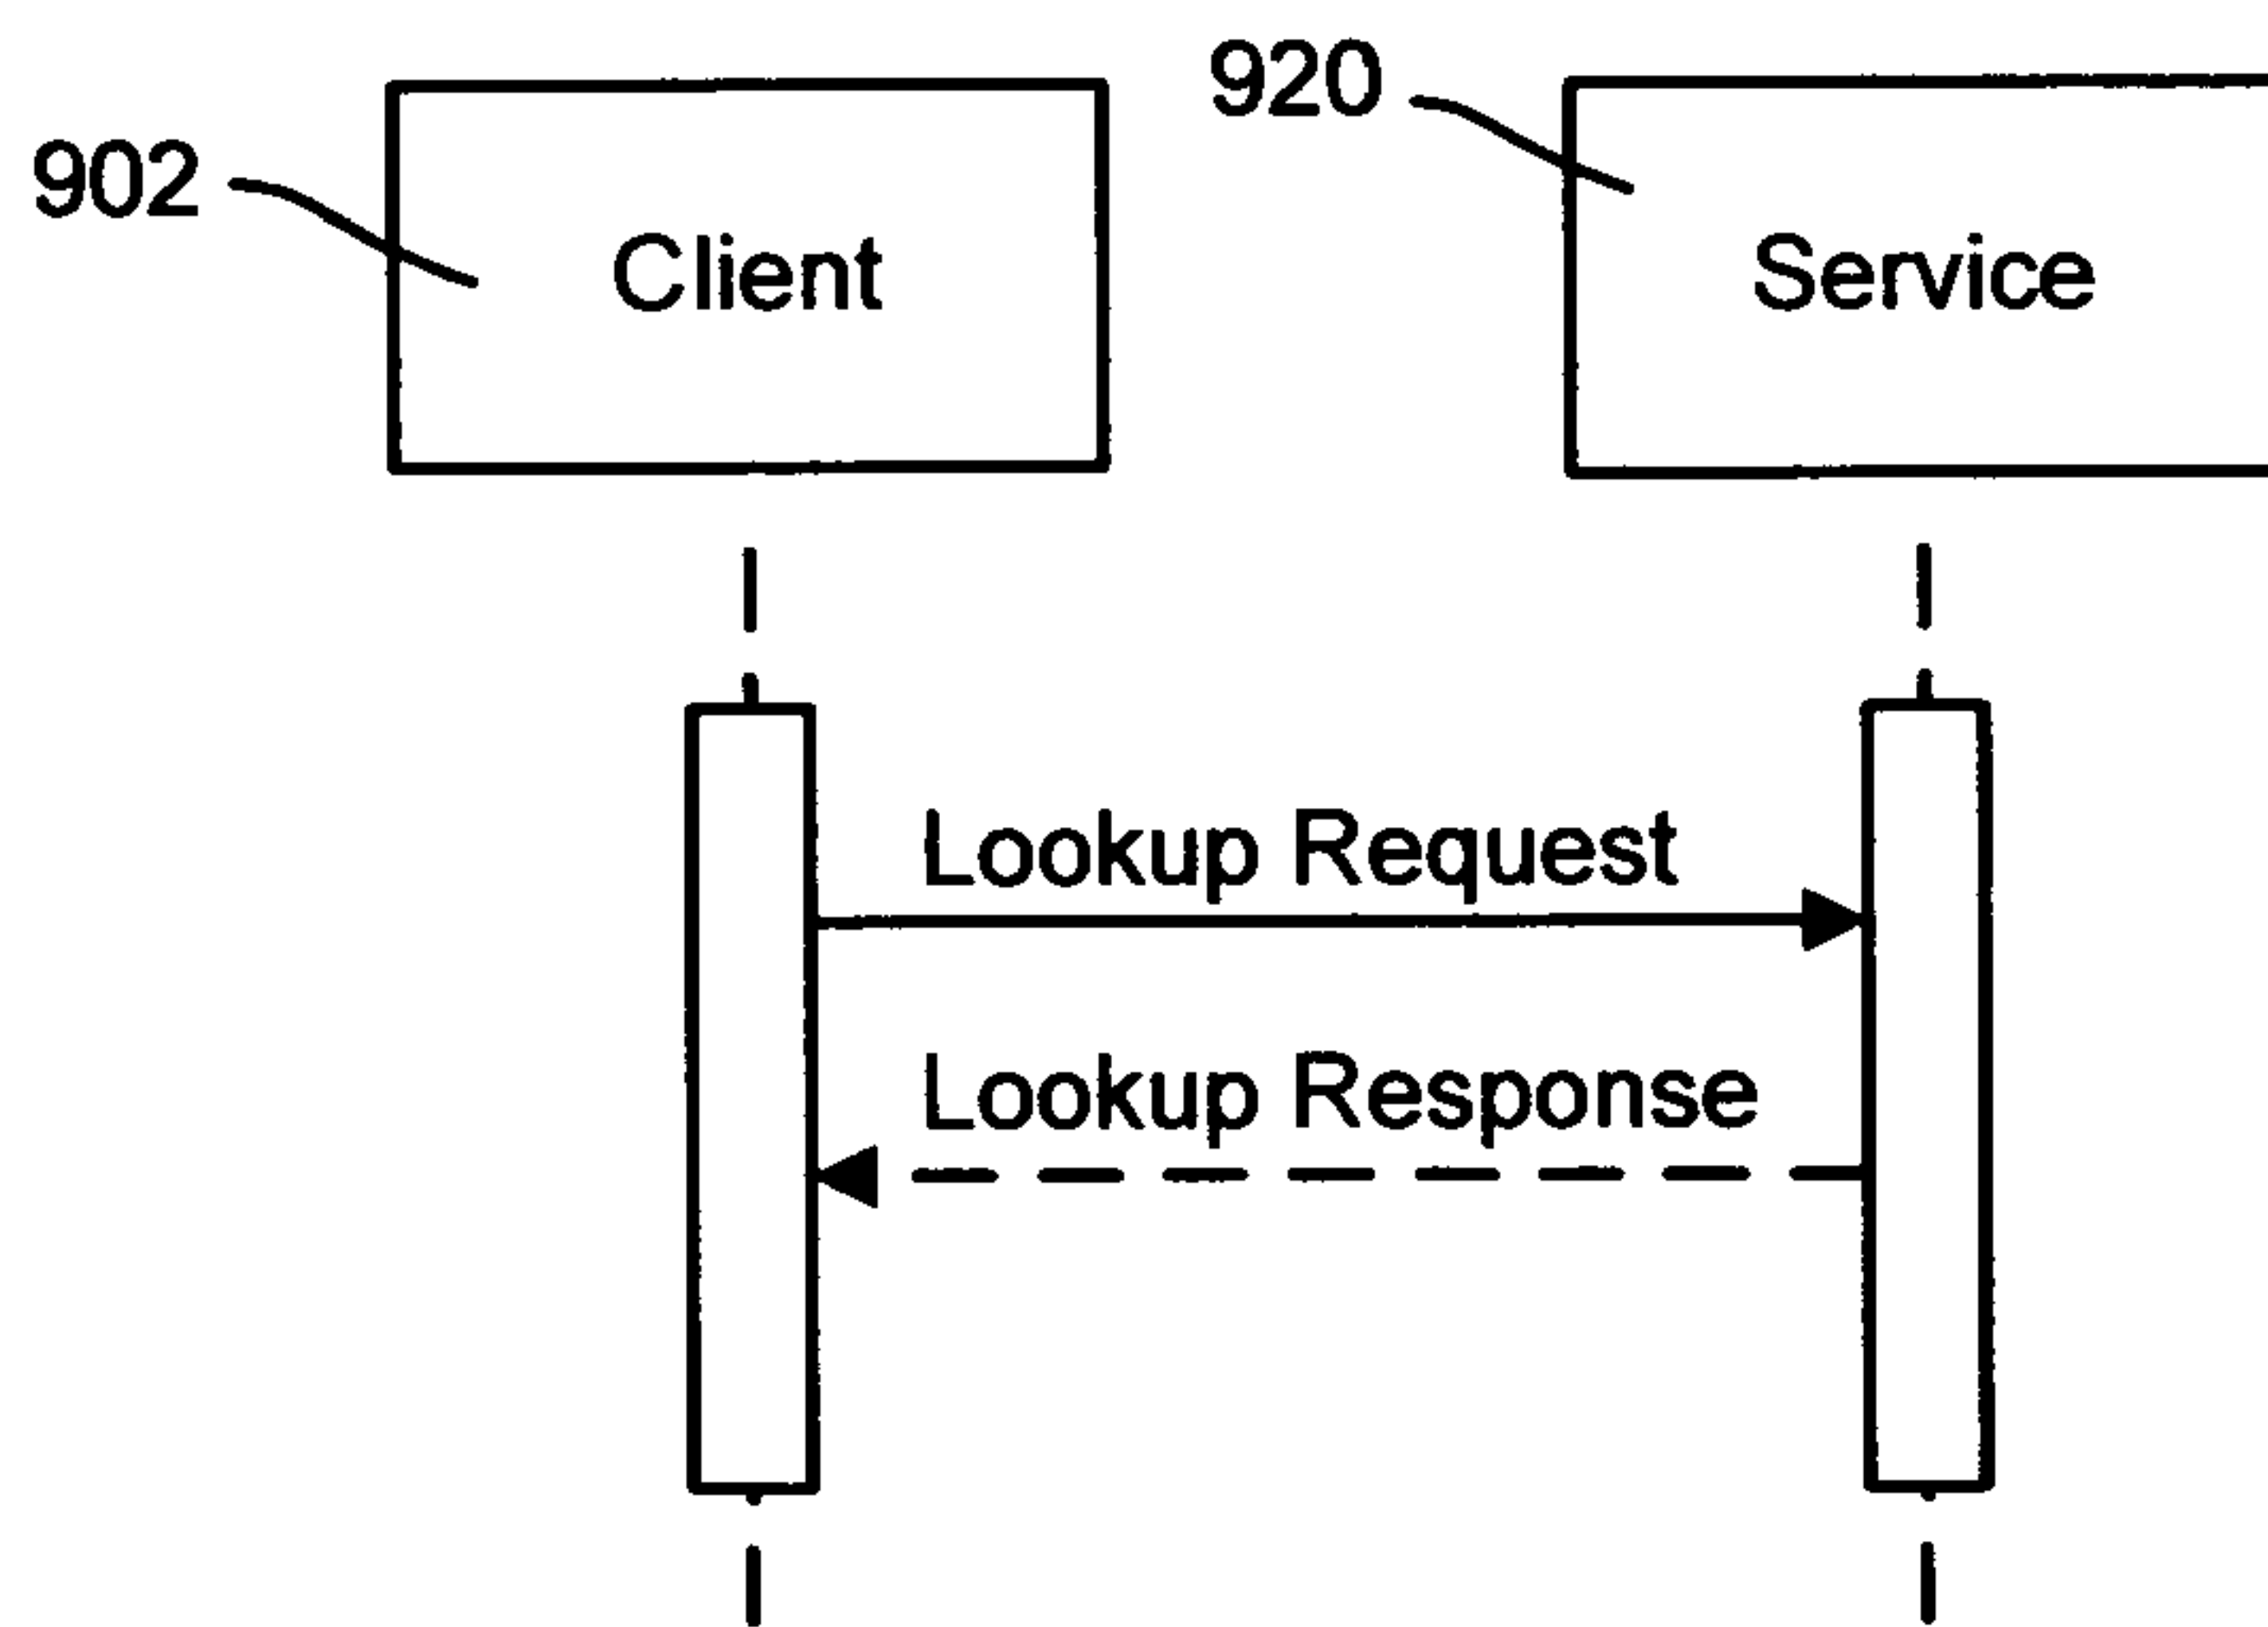 920
902
Client
Service
Lookup Request
Lookup Response